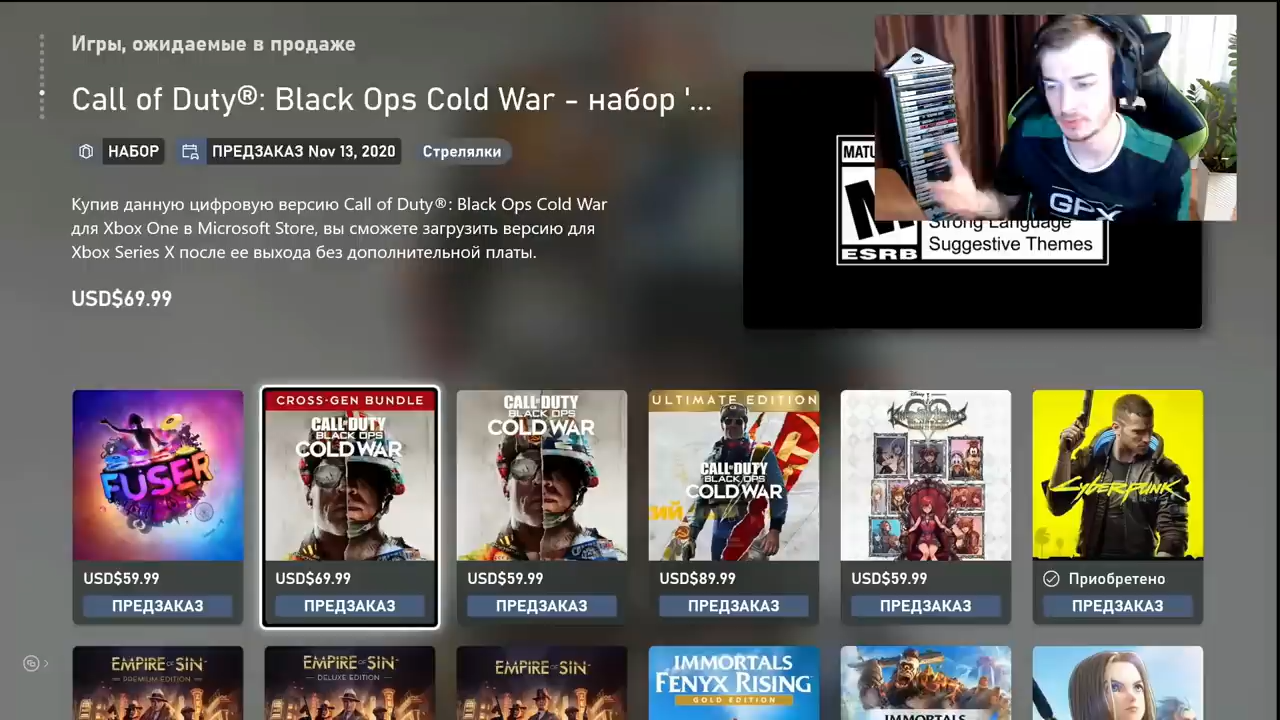 Игры, ожидаемые в продаже
Call of Duty®: Black Ops Cold War - набор '...
НАБОР
ПРЕДЗАКАЗ Nov 13, 2020
Стрелялки
Купив данную цифровую версию Call of Duty®: Black Ops Cold War
для Xbox One в Microsoft Store, вы сможете загрузить версию для
Xbox Series X после ее выхода без дополнительной платы.
USD$69.99
MATU
M
ESRB
Strong Language
Suggestive Themes
GPX
FUSER
USD$59.99
ПРЕДЗАКАЗ
CROSS-GEN BUNDLE
CALL OF DUTY
BLACK OPS
COLD WAR
USD$69.99
ПРЕДЗАКАЗ
CALL OF DUTY
BLACK OPS
COLD WAR
USD$59.99
ПРЕДЗАКАЗ
ULTIMATE EDITION
CALL OF DUTY
BLACK OPS
COLD WAR
USD$89.99
ПРЕДЗАКАЗ
USD$59.99
ПРЕДЗАКАЗ
CYBERPUNK
Приобретено
ПРЕДЗАКАЗ
EMPIRE OF SIN
PREMIUM EDITION
EMPIRE OF SIN
DELUXE EDITION
EMPIRE OF SIN
IMMORTALS
FENYX RISING
GOLD EDITION
IMMORTALS